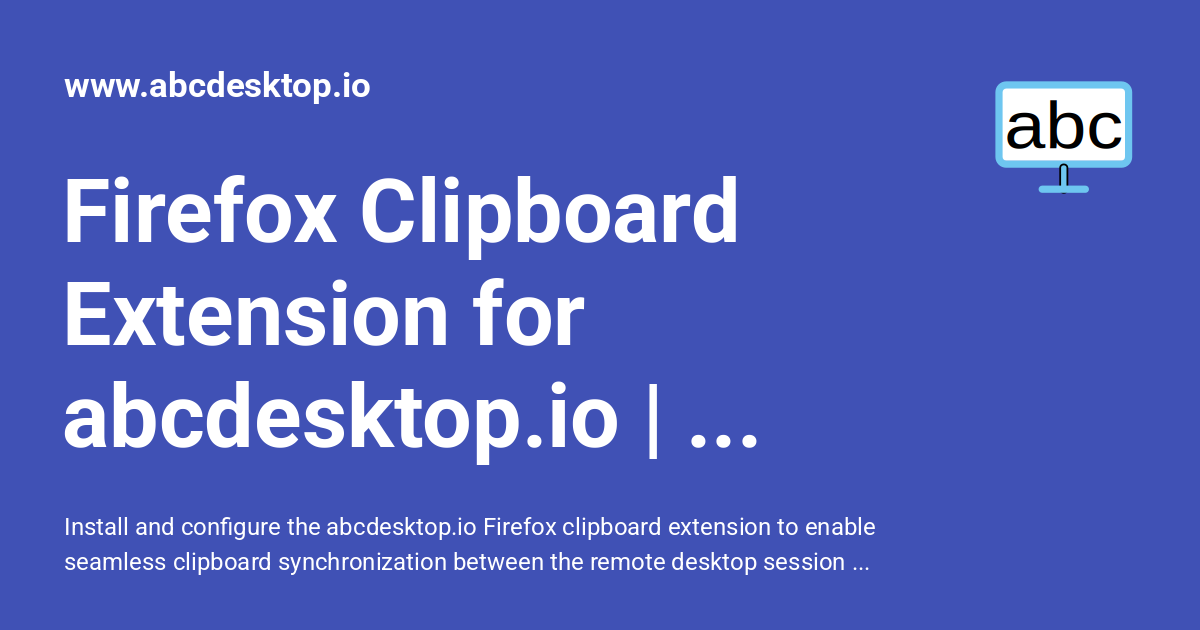 www.abcdesktop.io
abc
Firefox Clipboard
Extension for
abcdesktop.io | ...
Install and configure the abcdesktop.io Firefox clipboard extension to enable
seamless clipboard synchronization between the remote desktop session ...